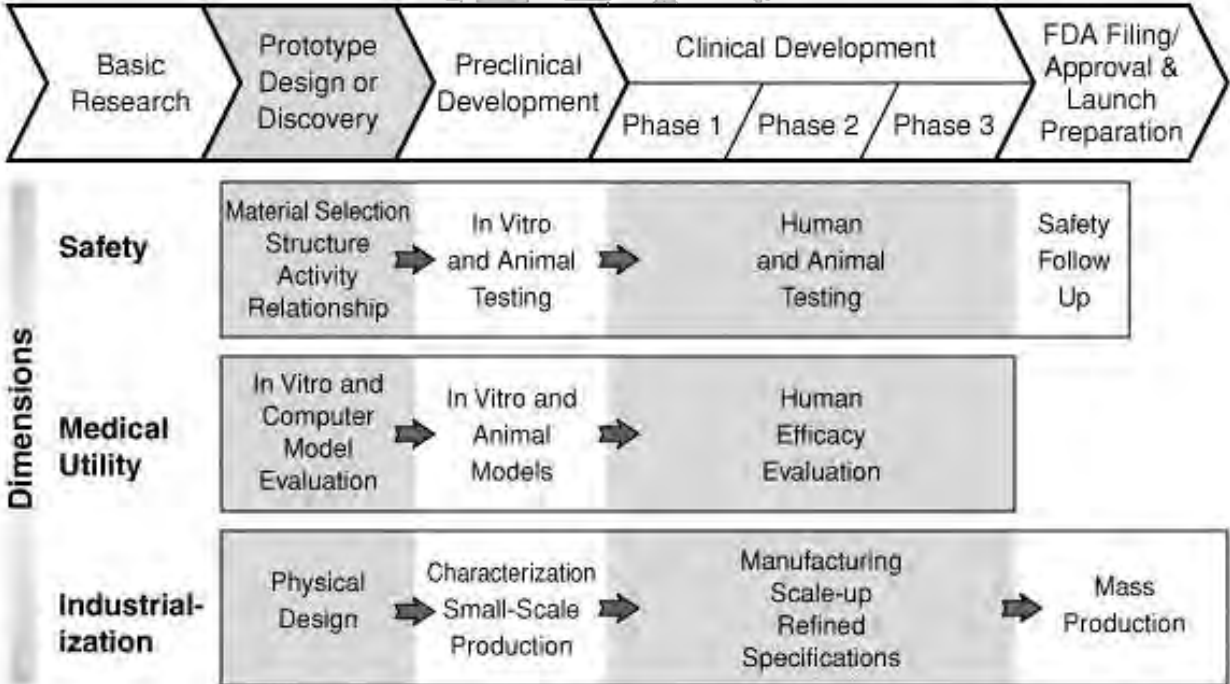 Basic
Research
Prototype
Design or
Discovery
Preclinical
Development
Clinical Development
Phase 1
Phase 2
Phase 3
FDA Filing/
Approval &
Launch
Preparation
Dimensions
Safety
Material Selection
Structure
Activity
Relationship
In Vitro
and Animal
Testing
Human
and Animal
Testing
Safety
Follow
Up
Medical
Utility
In Vitro and
Computer
Model
Evaluation
In Vitro and
Animal
Models
Human
Efficacy
Evaluation
Industrial-
ization
Physical
Design
Characterization
Small-Scale
Production
Manufacturing
Scale-up
Refined
Specifications
Mass
Production